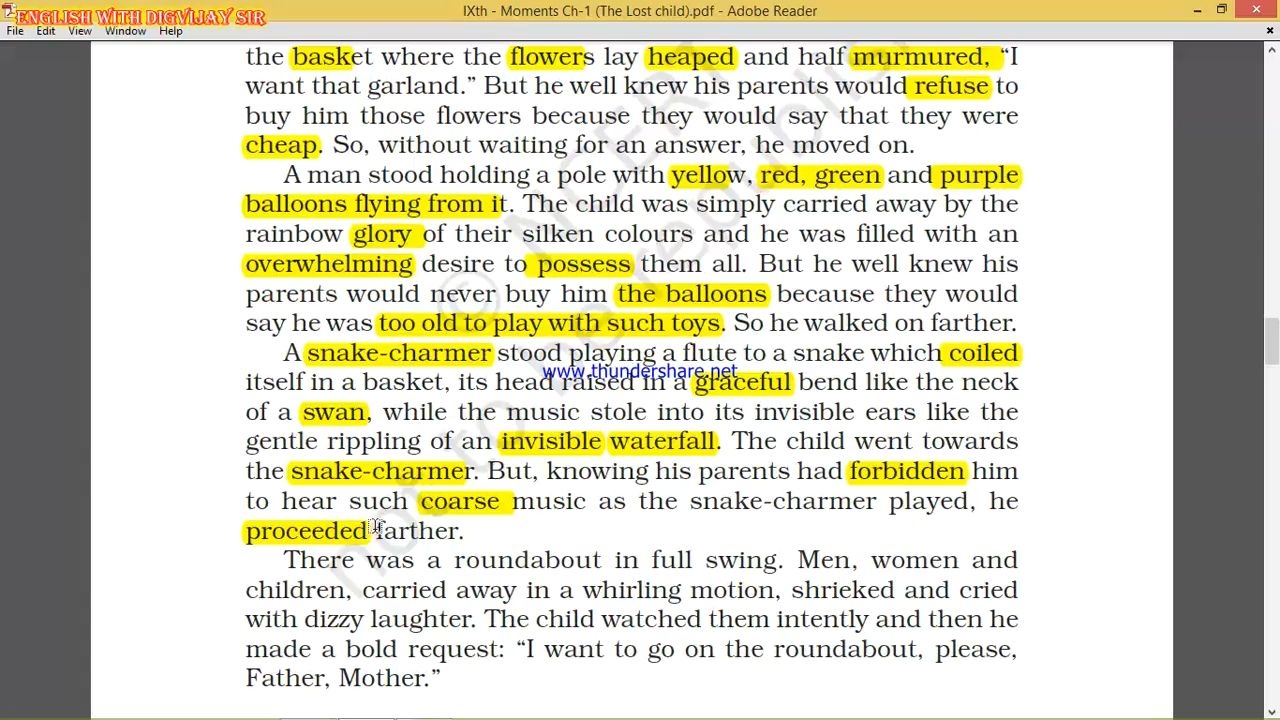 ENGLISH WITH DIGVIJAY SIR
IXth - Moments Ch-1 (The Lost child).pdf - Adobe Reader
File Edit View Window Help
the basket where the flowers lay heaped and half murmured, “I
want that garland.” But he well knew his parents would refuse to
buy him those flowers because they would say that they were
cheap. So, without waiting for an answer, he moved on.
A man stood holding a pole with yellow, red, green and purple
balloons flying from it. The child was simply carried away by the
rainbow glory of their silken colours and he was filled with an
overwhelming desire to possess them all. But he well knew his
parents would never buy him the balloons because they would
say he was too old to play with such toys. So he walked on farther.
A snake-charmer stood playing a flute to a snake which coiled
www.thundershare.net
itself in a basket, its head raised in a graceful bend like the neck
of a swan, while the music stole into its invisible ears like the
gentle rippling of an invisible waterfall. The child went towards
the snake-charmer. But, knowing his parents had forbidden him
to hear such coarse music as the snake-charmer played, he
proceeded farther.
There was a roundabout in full swing. Men, women and
children, carried away in a whirling motion, shrieked and cried
with dizzy laughter. The child watched them intently and then he
made a bold request: “I want to go on the roundabout, please,
Father, Mother.”
© NCERT
not to be republish